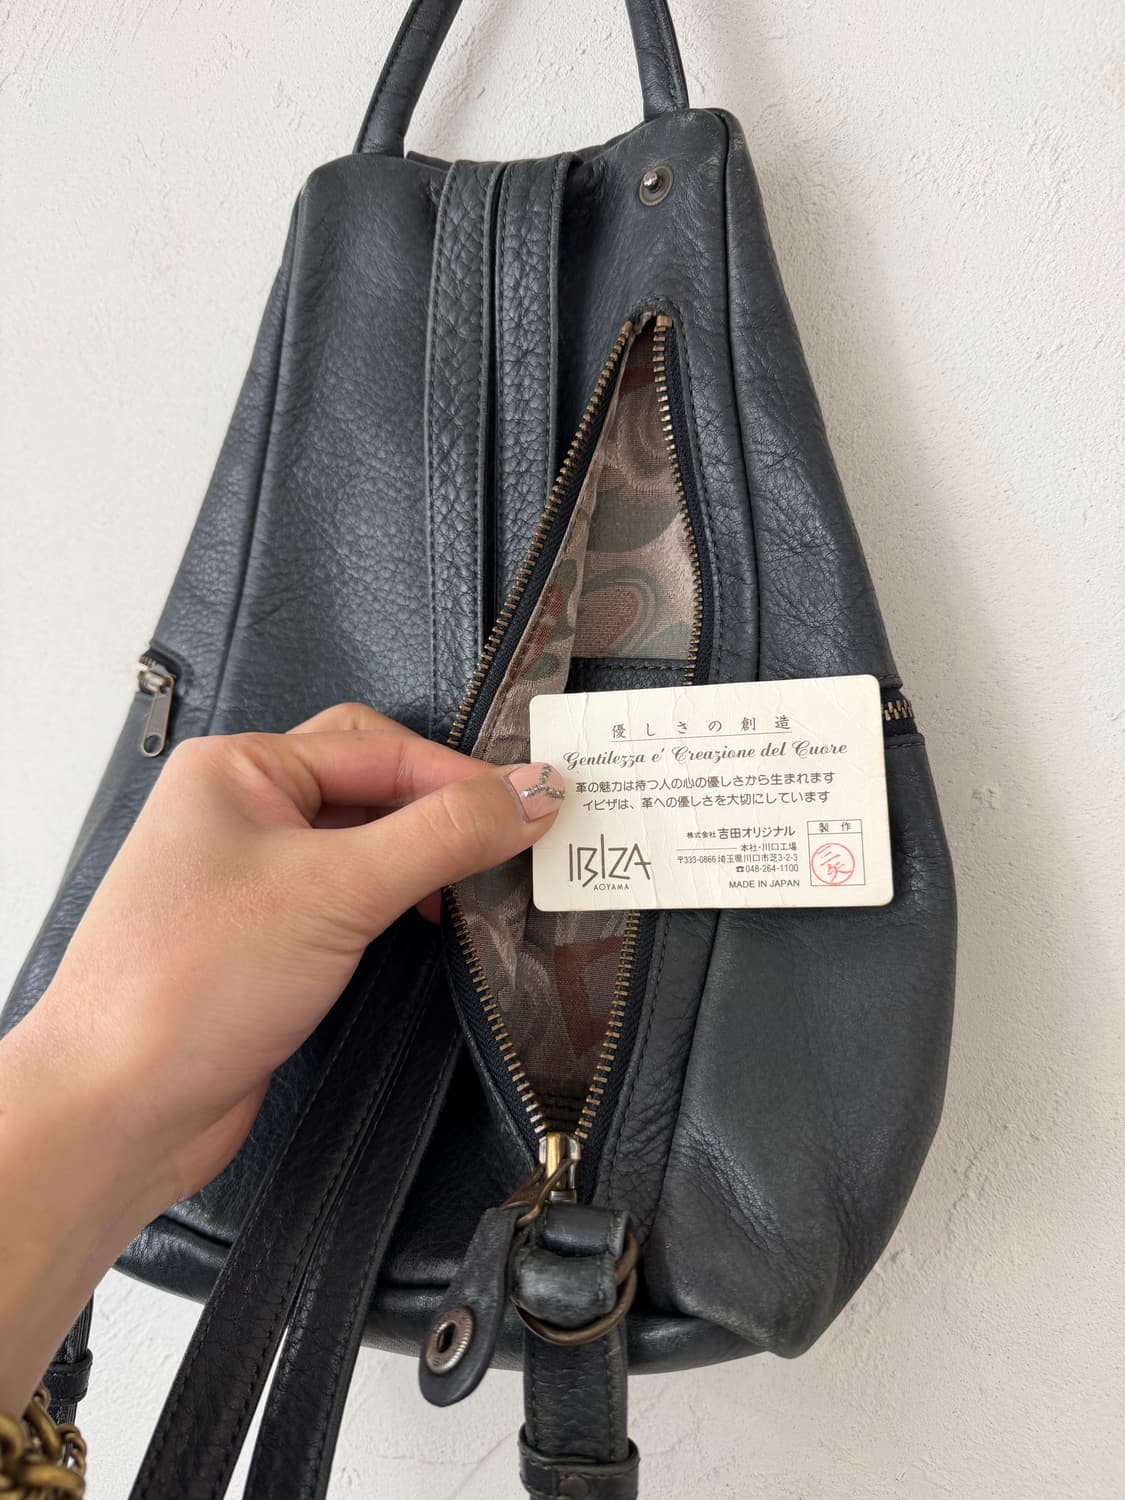 優しさの創造
Gentilezza e' Creazione del Cuore
革の魅力は持つ人の心の優しさから生まれます
イビザは、革への優しさを大切にしています
IBIZA
AOYAMA
株式会社 吉田オリジナル
本社・川口工場
〒333-0866 埼玉県川口市芝3-2-3
☎048-264-1100
MADE IN JAPAN
製作